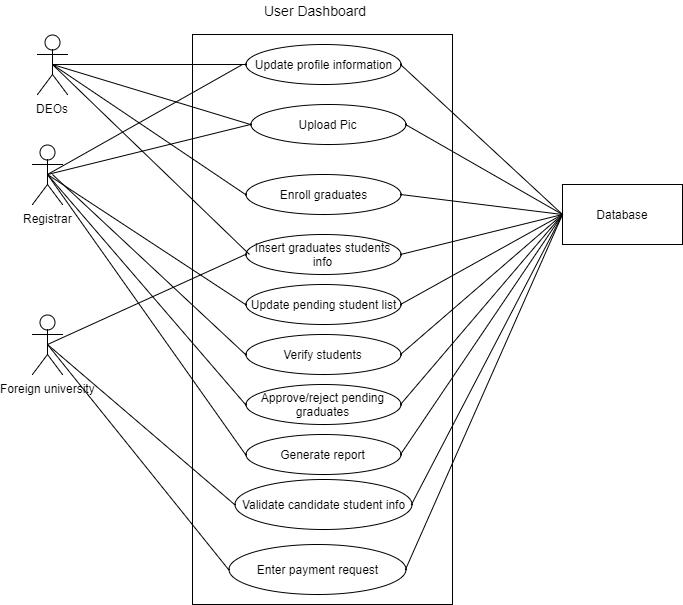 User Dashboard
Update profile information
DEOs
Upload Pic
Enroll graduates
Registrar
Database
Insert graduates students
info
Update pending student list
Verify students
Foreign university
Approve/reject pending
graduates
Generate report
Validate candidate student info
Enter payment request